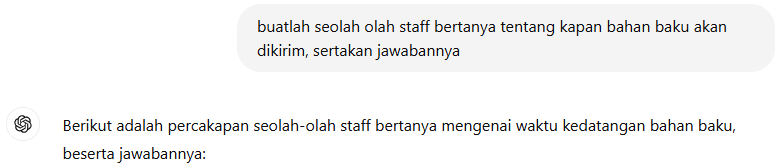 buatlah seolah olah staff bertanya tentang kapan bahan baku akan
dikirim, sertakan jawabannya
Berikut adalah percakapan seolah-olah staff bertanya mengenai waktu kedatangan bahan baku,
beserta jawabannya: